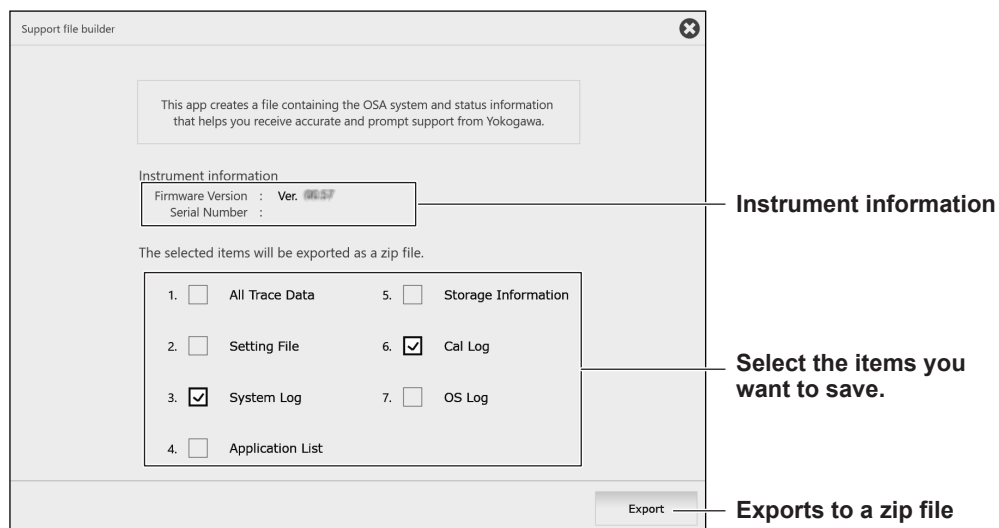 Support file builder
This app creates a file containing the OSA system and status information
that helps you receive accurate and prompt support from Yokogawa.
Instrument information
Firmware Version : Ver.
Serial Number :
Instrument information
The selected items will be exported as a zip file.
1. All Trace Data
5. Storage Information
2. Setting File
6. Cal Log
3. System Log
7. OS Log
4. Application List
Select the items you
want to save.
Export
Exports to a zip file